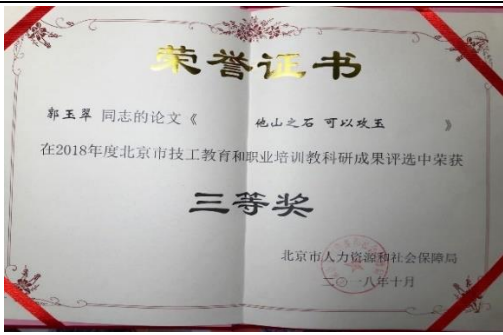 荣誉证书
郭玉翠 同志的论文《 他山之石 可以攻玉 》
在2018年度北京市技工教育和职业培训教科研成果评选中荣获
三等奖
北京市人力资源和社会保障局
二〇一八年十月